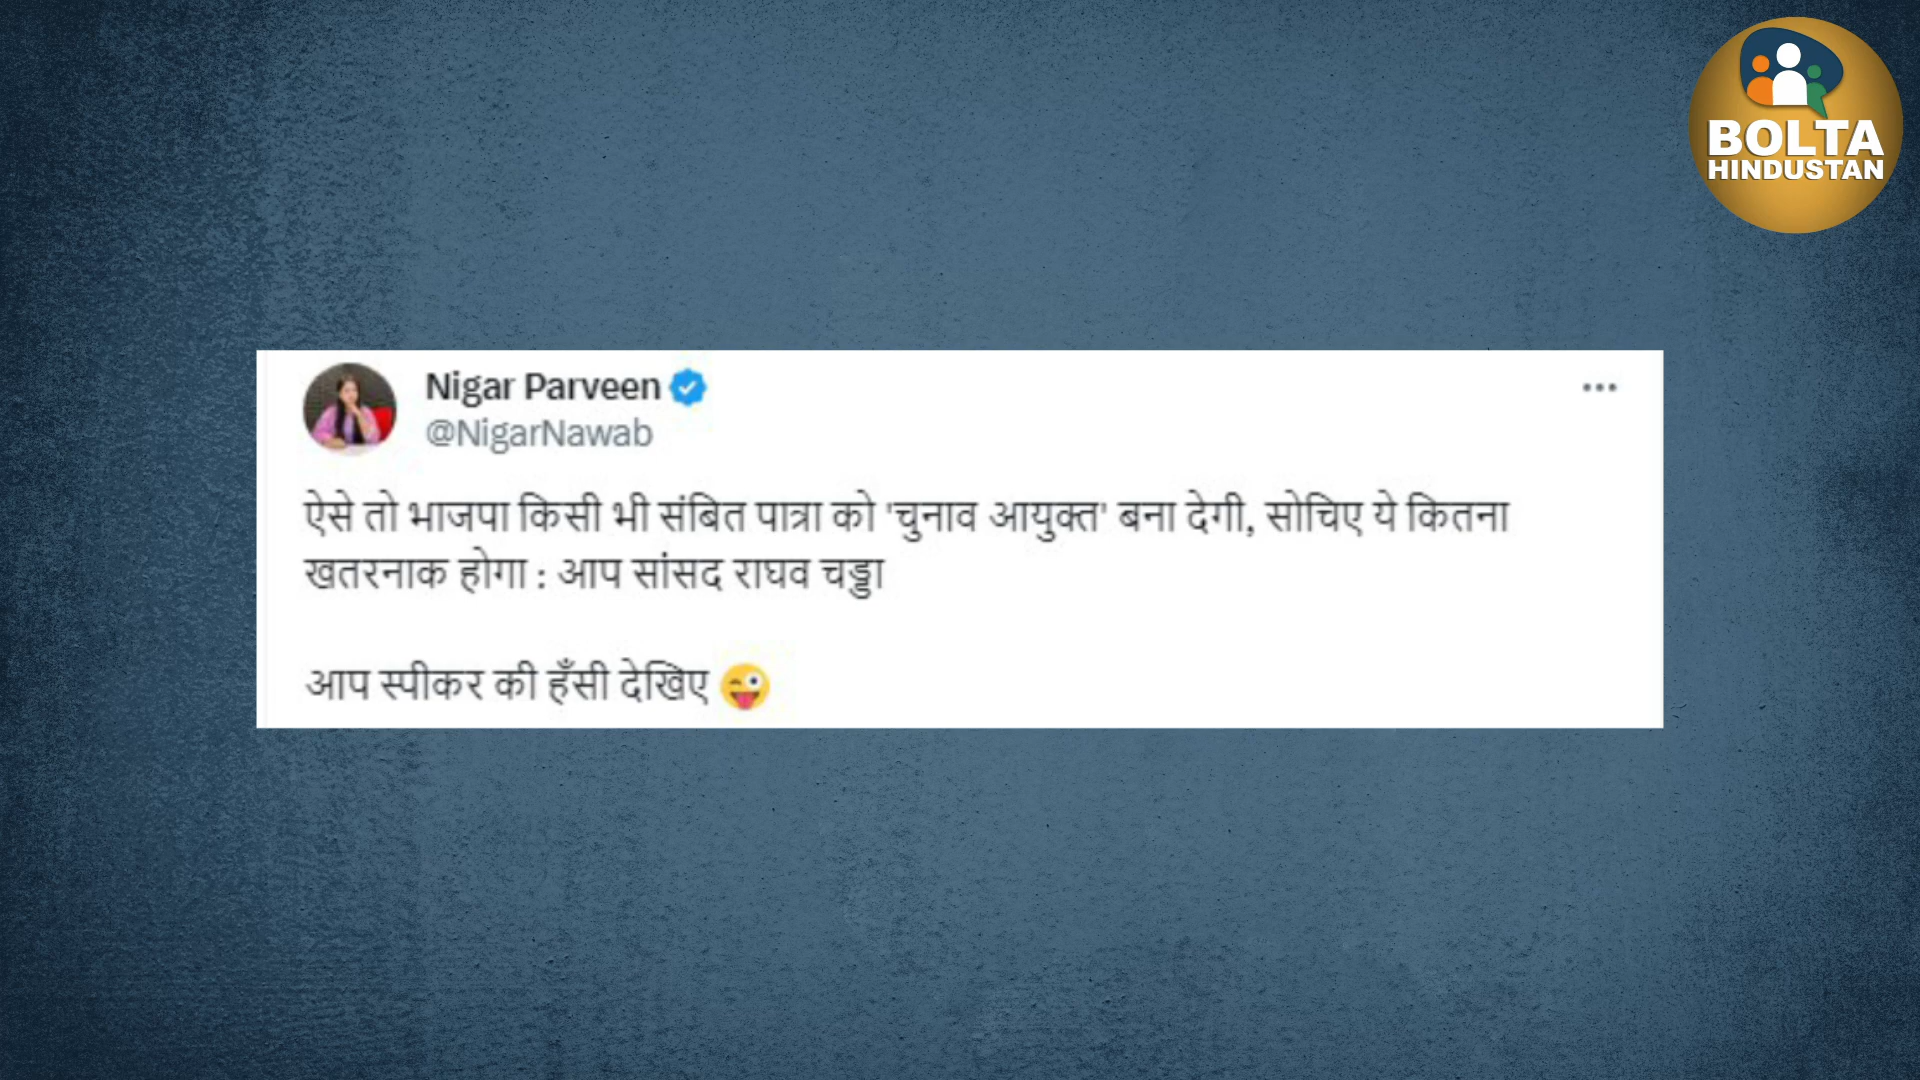 BOLTA
HINDUSTAN
Nigar Parveen
@NigarNawab
ऐसे तो भाजपा किसी भी संबित पात्रा को 'चुनाव आयुक्त' बना देगी, सोचिए ये कितना
खतरनाक होगा : आप सांसद राघव चड्डा
आप स्पीकर की हँसी देखिए 😜